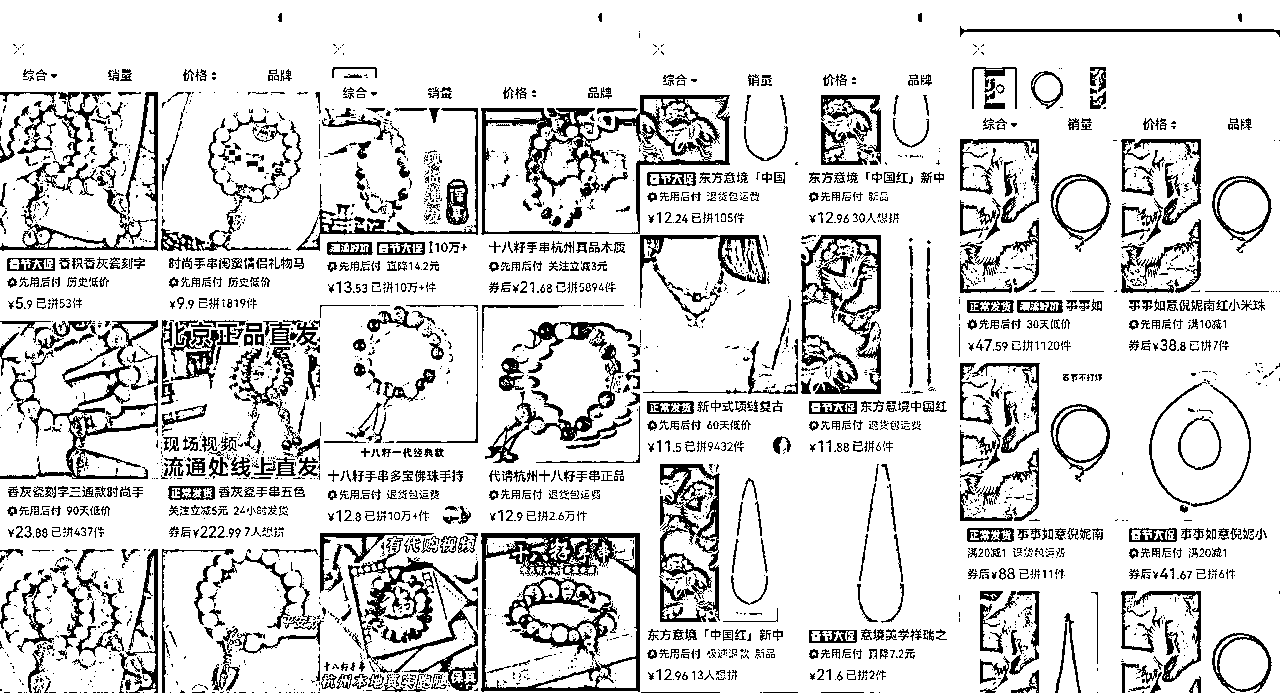 综合 销量 价格 品牌
春节大促 香积香灰瓷刻字
先用后付 历史低价
¥5.9 已拼53件
时尚手串闺蜜情侣礼物马
先用后付 历史低价
¥9.9 已拼1819件
北京正品直发
现场视频
流通处线上直发
香灰瓷刻字三通款时尚手
先用后付 90天低价
¥23.88 已拼437件
正常发货 香灰瓷手串五色
关注立减5元 24小时发货
券后¥222.99 7人想拼
综合 销量 价格 品牌
春节大促 【10万+
先用后付 直降14.2元
¥13.53 已拼10万+件
十八籽手串杭州真品木质
先用后付 关注立减3元
券后¥21.68 已拼5894件
十八籽一代经典款
十八籽手串多宝佛珠手持
先用后付 退货包运费
¥12.8 已拼10万+件
代请杭州十八籽手串正品
先用后付 退货包运费
¥12.9 已拼2.6万件
有代购视频
十八籽手串
十八籽手串
综合 销量 价格 品牌
春节大促 东方意境「中国
先用后付 退货包运费
¥12.24 已拼105件
东方意境「中国红」新中
先用后付 新品
¥12.96 30人想拼
正常发货 新中式项链复古
先用后付 60天低价
¥11.5 已拼9432件
春节大促 东方意境中国红
先用后付 退货包运费
¥11.88 已拼6件
东方意境「中国红」新中
先用后付 极速退款 新品
¥12.96 13人想拼
春节大促 意境美学祥瑞之
先用后付 直降7.2元
¥21.6 已拼2件
综合 销量 价格 品牌
正常发货 事事如
先用后付 30天低价
¥47.59 已拼1120件
事事如意倪妮南红小米珠
先用后付 满10减1
券后¥38.8 已拼7件
春节不打烊
正常发货 事事如意倪妮南
满20减1 退货包运费
券后¥88 已拼11件
春节大促 事事如意倪妮小
先用后付 满20减1
券后¥41.67 已拼6件